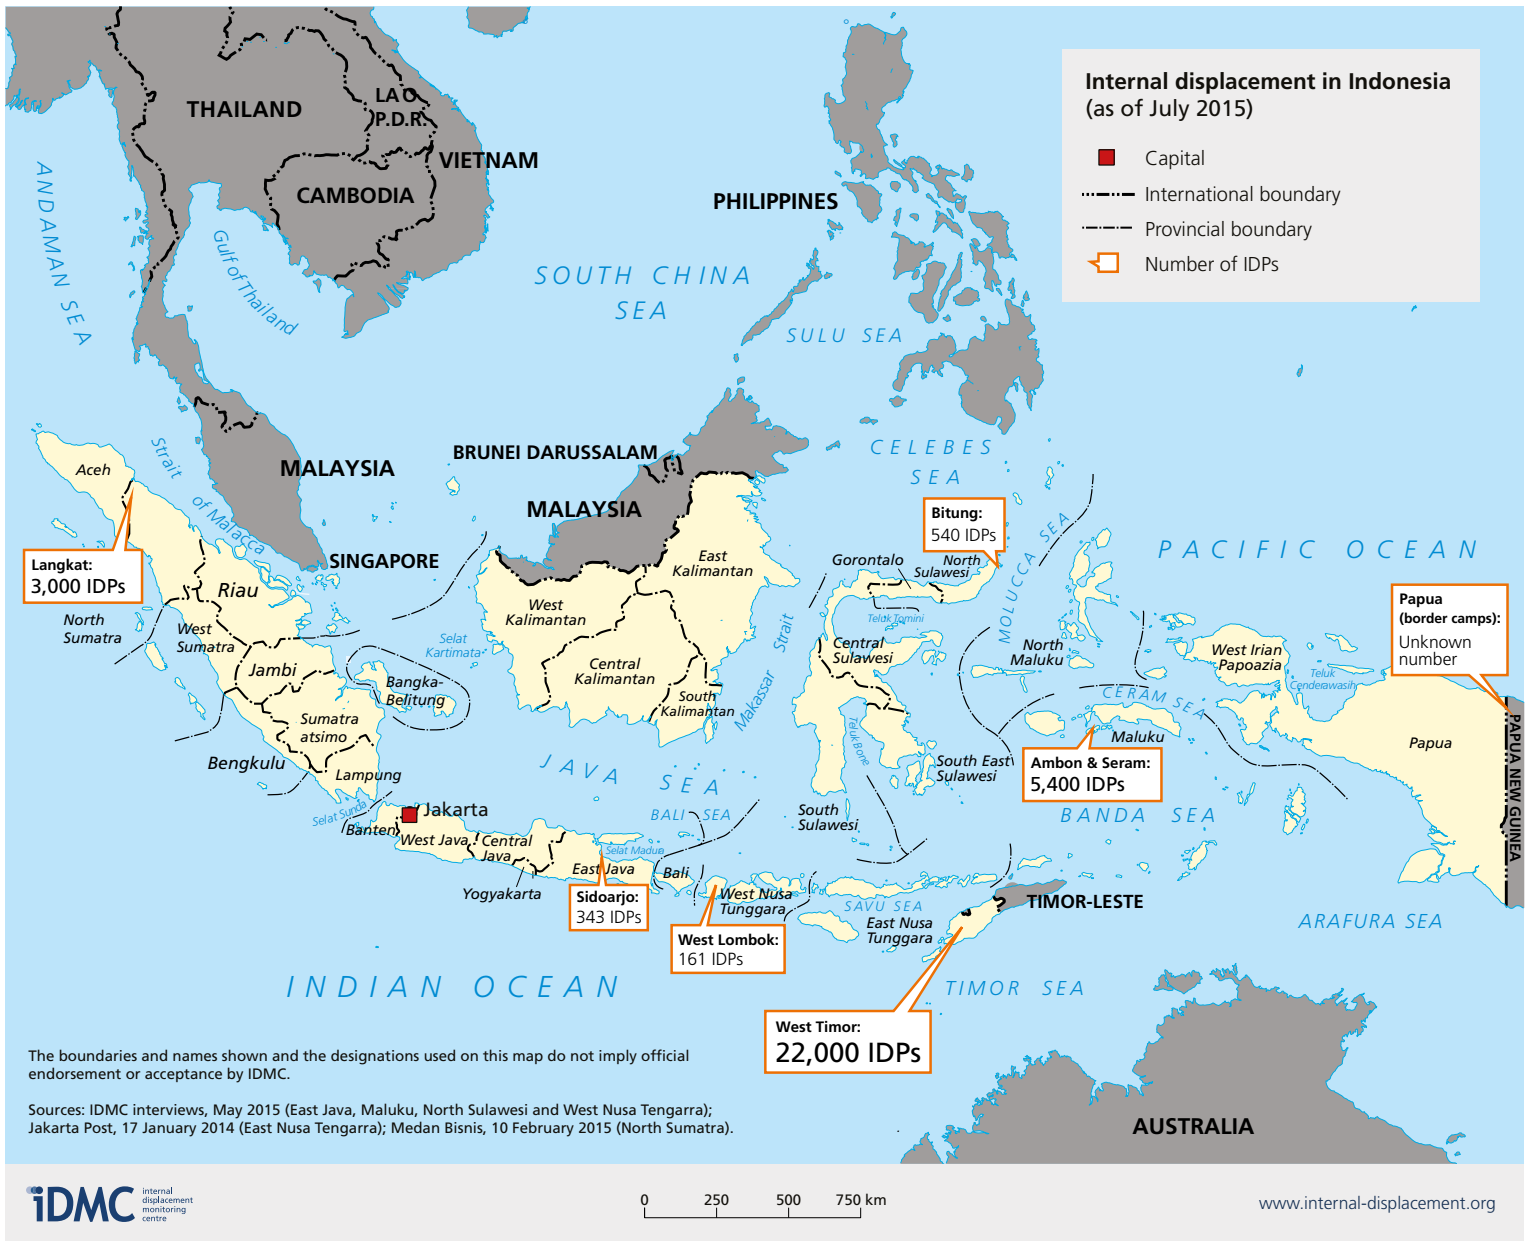 Internal displacement in Indonesia
(as of July 2015)
Capital
International boundary
Provincial boundary
Number of IDPs
THAILAND
LAO
P.D.R.
VIETNAM
CAMBODIA
PHILIPPINES
ANDAMAN SEA
Gulf of Thailand
SOUTH CHINA
SEA
SULU SEA
Strait of Malacca
MALAYSIA
BRUNEI DARUSSALAM
MALAYSIA
SINGAPORE
CELEBES
SEA
MOLUCCA SEA
PACIFIC OCEAN
Aceh
Langkat:
3,000 IDPs
North
Sumatra
Riau
West
Sumatra
Jambi
Bangka-
Belitung
Sumatra
atsimo
Bengkulu
Lampung
Selat
Kartimata
Selat Sunda
West
Kalimantan
East
Kalimantan
Central
Kalimantan
South
Kalimantan
Makassar Strait
Bitung:
540 IDPs
Gorontalo
North
Sulawesi
Teluk Tomini
Central
Sulawesi
Teluk Bone
South East
Sulawesi
South
Sulawesi
North
Maluku
CERAM SEA
Maluku
Ambon & Seram:
5,400 IDPs
BANDA SEA
West Irian
Papoazia
Teluk
Cenderawasih
Papua
(border camps):
Unknown
number
Papua
PAPUA NEW GUINEA
JAVA SEA
BALI SEA
Jakarta
Banten
West Java
Central
Java
Yogyakarta
East Java
Selat Madura
Sidoarjo:
343 IDPs
Bali
West Nusa
Tunggara
West Lombok:
161 IDPs
SAVU SEA
East Nusa
Tunggara
TIMOR-LESTE
West Timor:
22,000 IDPs
TIMOR SEA
ARAFURA SEA
INDIAN OCEAN
AUSTRALIA
The boundaries and names shown and the designations used on this map do not imply official
endorsement or acceptance by IDMC.
Sources: IDMC interviews, May 2015 (East Java, Maluku, North Sulawesi and West Nusa Tengarra);
Jakarta Post, 17 January 2014 (East Nusa Tengarra); Medan Bisnis, 10 February 2015 (North Sumatra).
iDMC
internal
displacement
monitoring
centre
0 250 500 750 km
www.internal-displacement.org